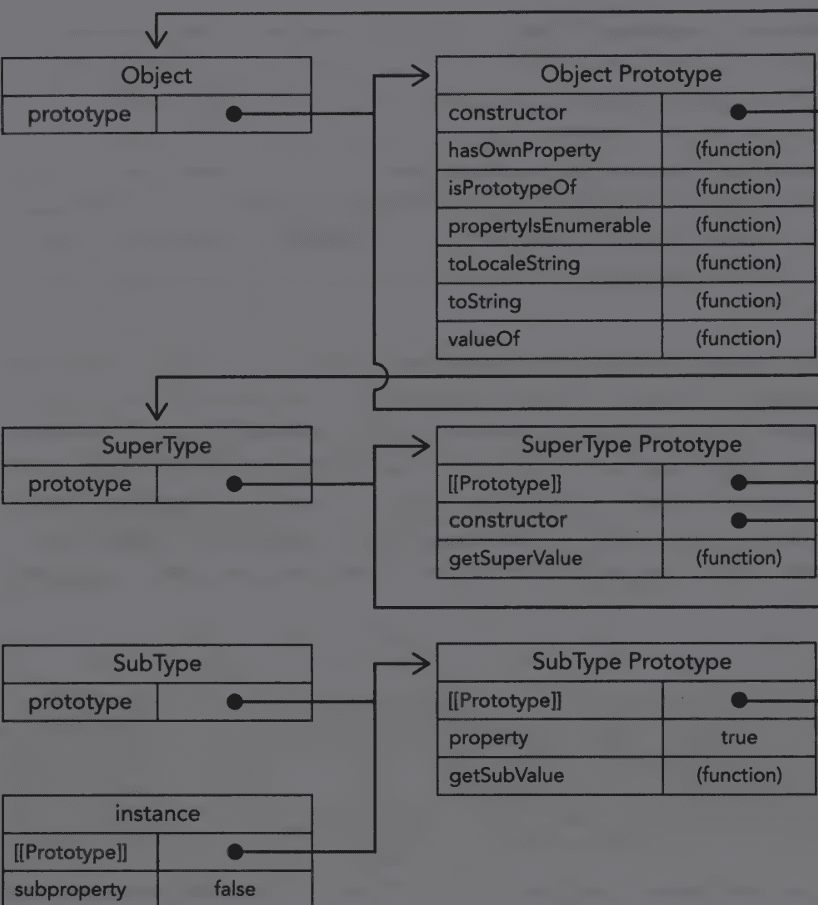 Object
prototype
Object Prototype
constructor
hasOwnProperty (function)
isPrototypeOf (function)
propertyIsEnumerable (function)
toLocaleString (function)
toString (function)
valueOf (function)
SuperType
prototype
SuperType Prototype
[[Prototype]]
constructor
getSuperValue (function)
SubType
prototype
SubType Prototype
[[Prototype]]
property true
getSubValue (function)
instance
[[Prototype]]
subproperty false